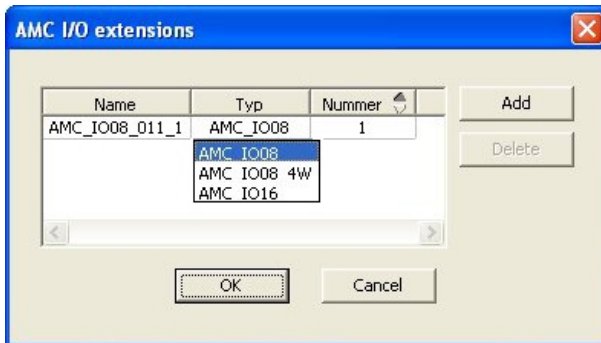 AMC I/O extensions
Name Typ Nummer
AMC_IO08_011_1 AMC_IO08 1
AMC_IO08
AMC_IO08_4W
AMC_IO16
Add
Delete
OK Cancel